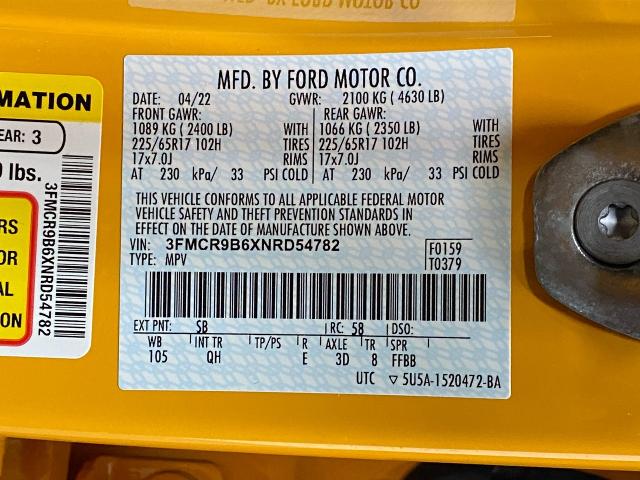 MFD. BY FORD MOTOR CO.
DATE: 04/22 GVWR: 2100 KG ( 4630 LB)
FRONT GAWR: REAR GAWR:
1089 KG ( 2400 LB) WITH 1066 KG ( 2350 LB) WITH
225/65R17 102H TIRES 225/65R17 102H TIRES
17x7.0J RIMS 17x7.0J RIMS
AT 230 kPa/ 33 PSI COLD AT 230 kPa/ 33 PSI COLD
THIS VEHICLE CONFORMS TO ALL APPLICABLE FEDERAL MOTOR
VEHICLE SAFETY AND THEFT PREVENTION STANDARDS IN
EFFECT ON THE DATE OF MANUFACTURE SHOWN ABOVE.
VIN: 3FMCR9B6XNRD54782 F0159
TYPE: MPV T0379
EXT PNT: SB RC: 58 DSO:
WB INT TR TP/PS R AXLE TR SPR
105 QH E 3D 8 FFBB
UTC ▽ 5U5A-1520472-BA
MATION
EAR: 3
lbs.
3FMCR9B6XNRD54782
RS
OR
AL
ON